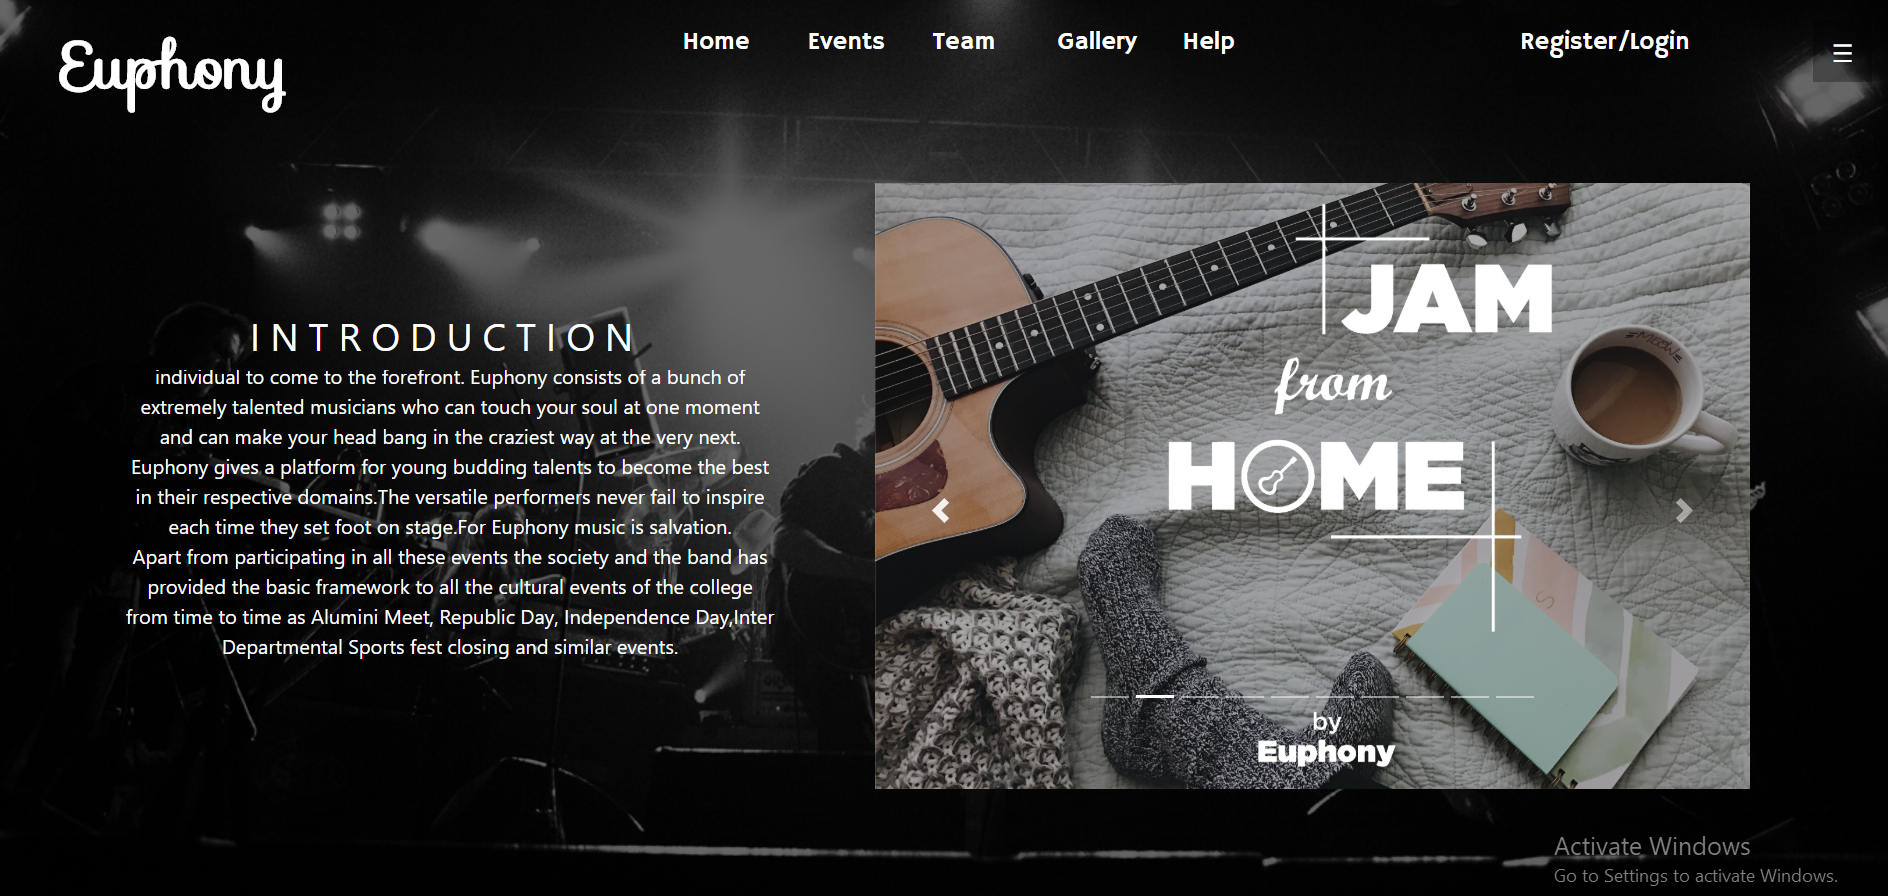 Euphony
Home Events Team Gallery Help Register/Login
INTRODUCTION
individual to come to the forefront. Euphony consists of a bunch of
extremely talented musicians who can touch your soul at one moment
and can make your head bang in the craziest way at the very next.
Euphony gives a platform for young budding talents to become the best
in their respective domains.The versatile performers never fail to inspire
each time they set foot on stage.For Euphony music is salvation.
Apart from participating in all these events the society and the band has
provided the basic framework to all the cultural events of the college
from time to time as Alumini Meet, Republic Day, Independence Day,Inter
Departmental Sports fest closing and similar events.
JAM
from
HOME
by
Euphony
Activate Windows
Go to Settings to activate Windows.